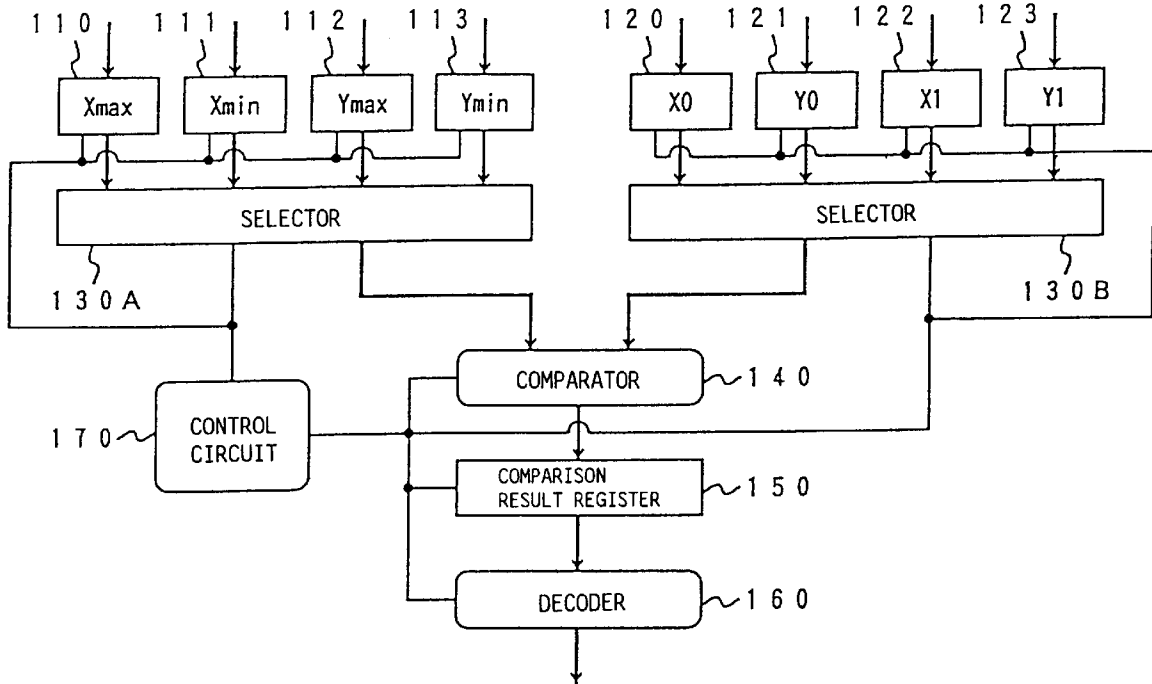 110 111 112 113 120 121 122 123
Xmax Xmin Ymax Ymin X0 Y0 X1 Y1
SELECTOR SELECTOR
130A 130B
COMPARATOR 140
170 CONTROL
CIRCUIT
COMPARISON
RESULT REGISTER 150
DECODER 160